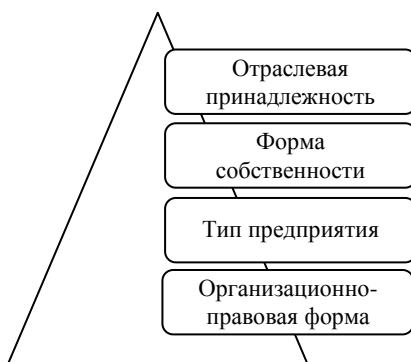 Отраслевая
принадлежность
Форма
собственности
Тип предприятия
Организационно-
правовая форма